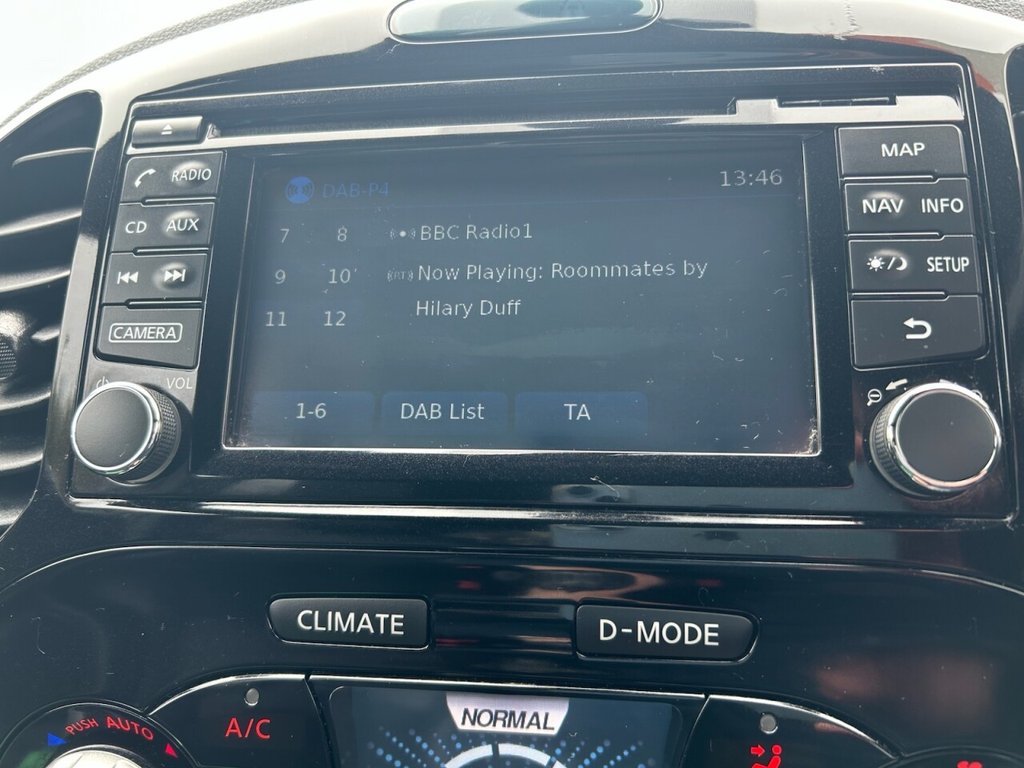 DAB-P4
13:46
7 8
BBC Radio1
9 10
Now Playing: Roommates by
11 12
Hilary Duff
1-6
DAB List
TA
RADIO
CD AUX
CAMERA
VOL
MAP
NAV INFO
SETUP
CLIMATE
D-MODE
PUSH AUTO
A/C
NORMAL